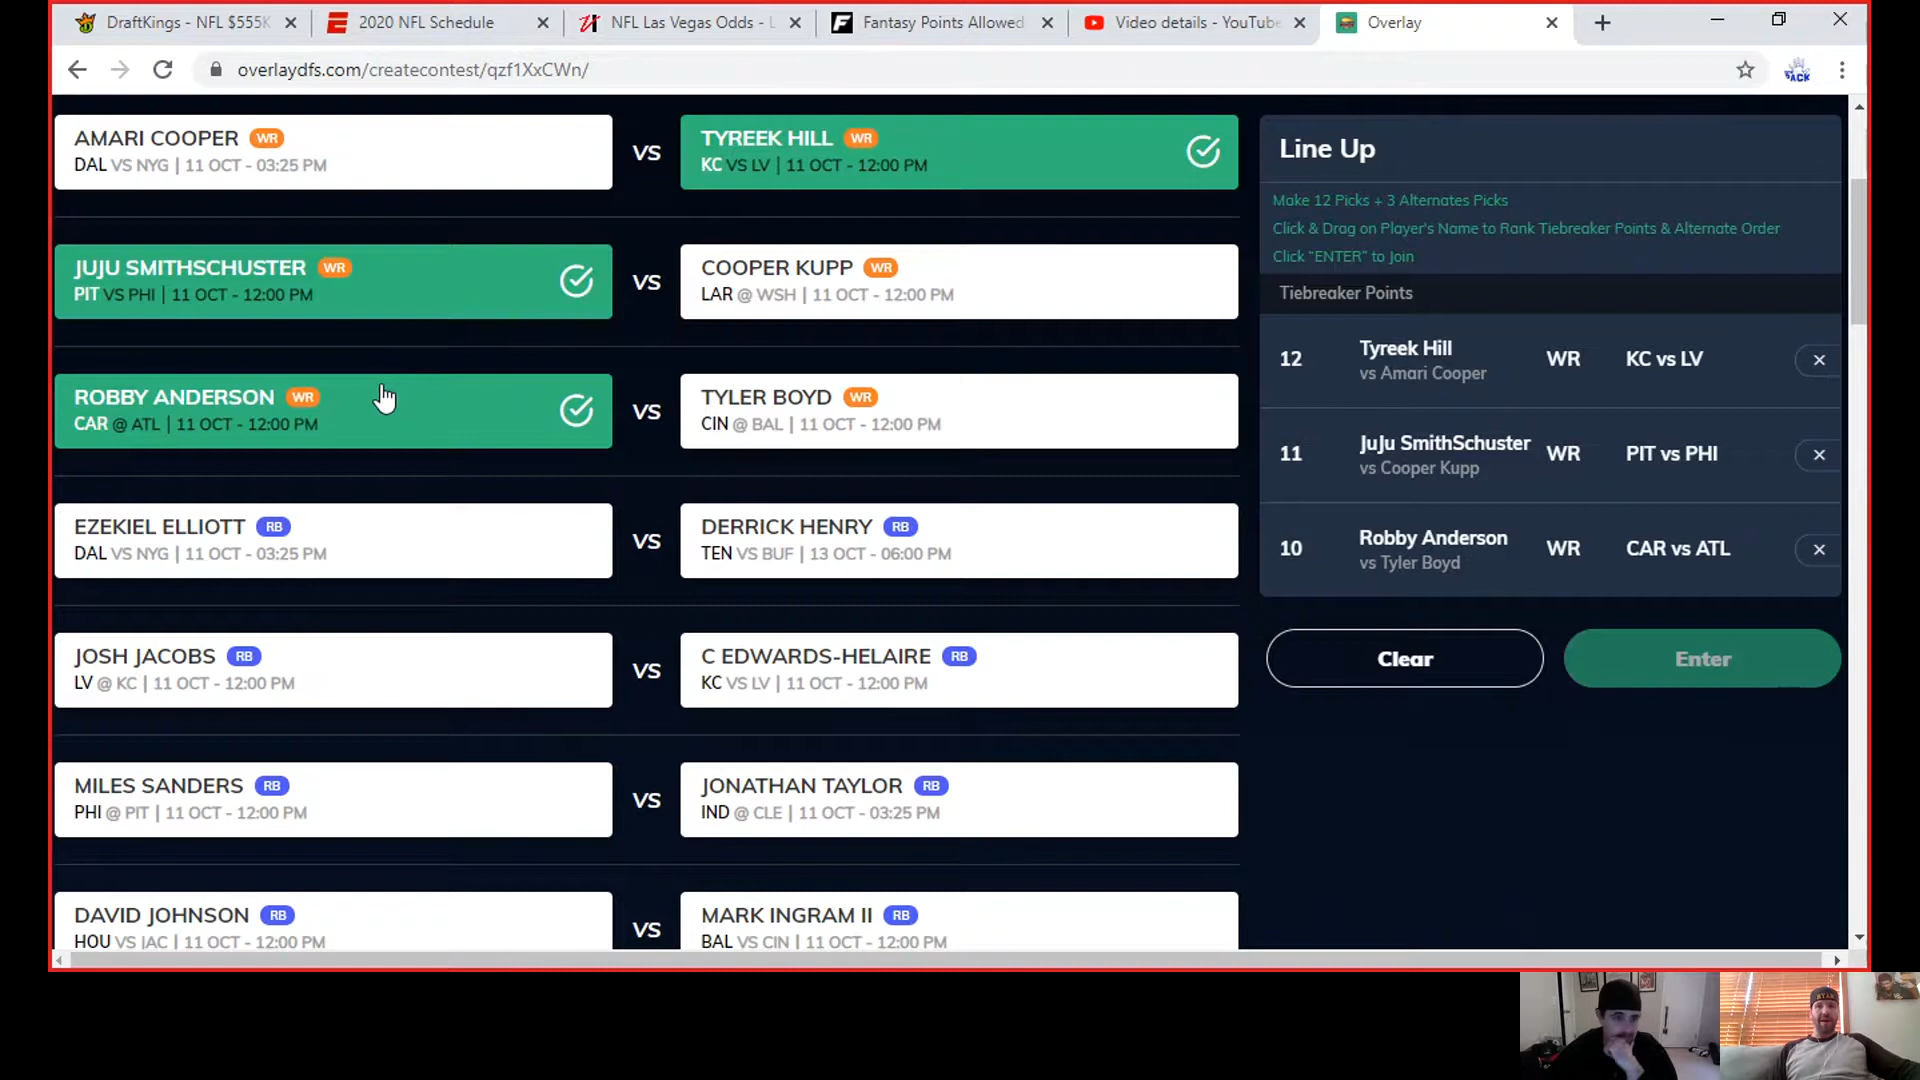 DraftKings - NFL $555K
2020 NFL Schedule
NFL Las Vegas Odds - L
Fantasy Points Allowed
Video details - YouTube
Overlay
overlaydfs.com/createcontest/qzf1XxCWn/
SACK
AMARI COOPER WR
DAL VS NYG | 11 OCT - 03:25 PM
VS
TYREEK HILL WR
KC VS LV | 11 OCT - 12:00 PM
JUJU SMITHSCHUSTER WR
PIT VS PHI | 11 OCT - 12:00 PM
VS
COOPER KUPP WR
LAR @ WSH | 11 OCT - 12:00 PM
ROBBY ANDERSON WR
CAR @ ATL | 11 OCT - 12:00 PM
VS
TYLER BOYD WR
CIN @ BAL | 11 OCT - 12:00 PM
EZEKIEL ELLIOTT RB
DAL VS NYG | 11 OCT - 03:25 PM
VS
DERRICK HENRY RB
TEN VS BUF | 13 OCT - 06:00 PM
JOSH JACOBS RB
LV @ KC | 11 OCT - 12:00 PM
VS
C EDWARDS-HELAIRE RB
KC VS LV | 11 OCT - 12:00 PM
MILES SANDERS RB
PHI @ PIT | 11 OCT - 12:00 PM
VS
JONATHAN TAYLOR RB
IND @ CLE | 11 OCT - 03:25 PM
DAVID JOHNSON RB
HOU VS JAC | 11 OCT - 12:00 PM
VS
MARK INGRAM II RB
BAL VS CIN | 11 OCT - 12:00 PM
Line Up
Make 12 Picks + 3 Alternates Picks
Click & Drag on Player's Name to Rank Tiebreaker Points & Alternate Order
Click "ENTER" to Join
Tiebreaker Points
12 Tyreek Hill WR KC vs LV
vs Amari Cooper
11 JuJu SmithSchuster WR PIT vs PHI
vs Cooper Kupp
10 Robby Anderson WR CAR vs ATL
vs Tyler Boyd
Clear
Enter